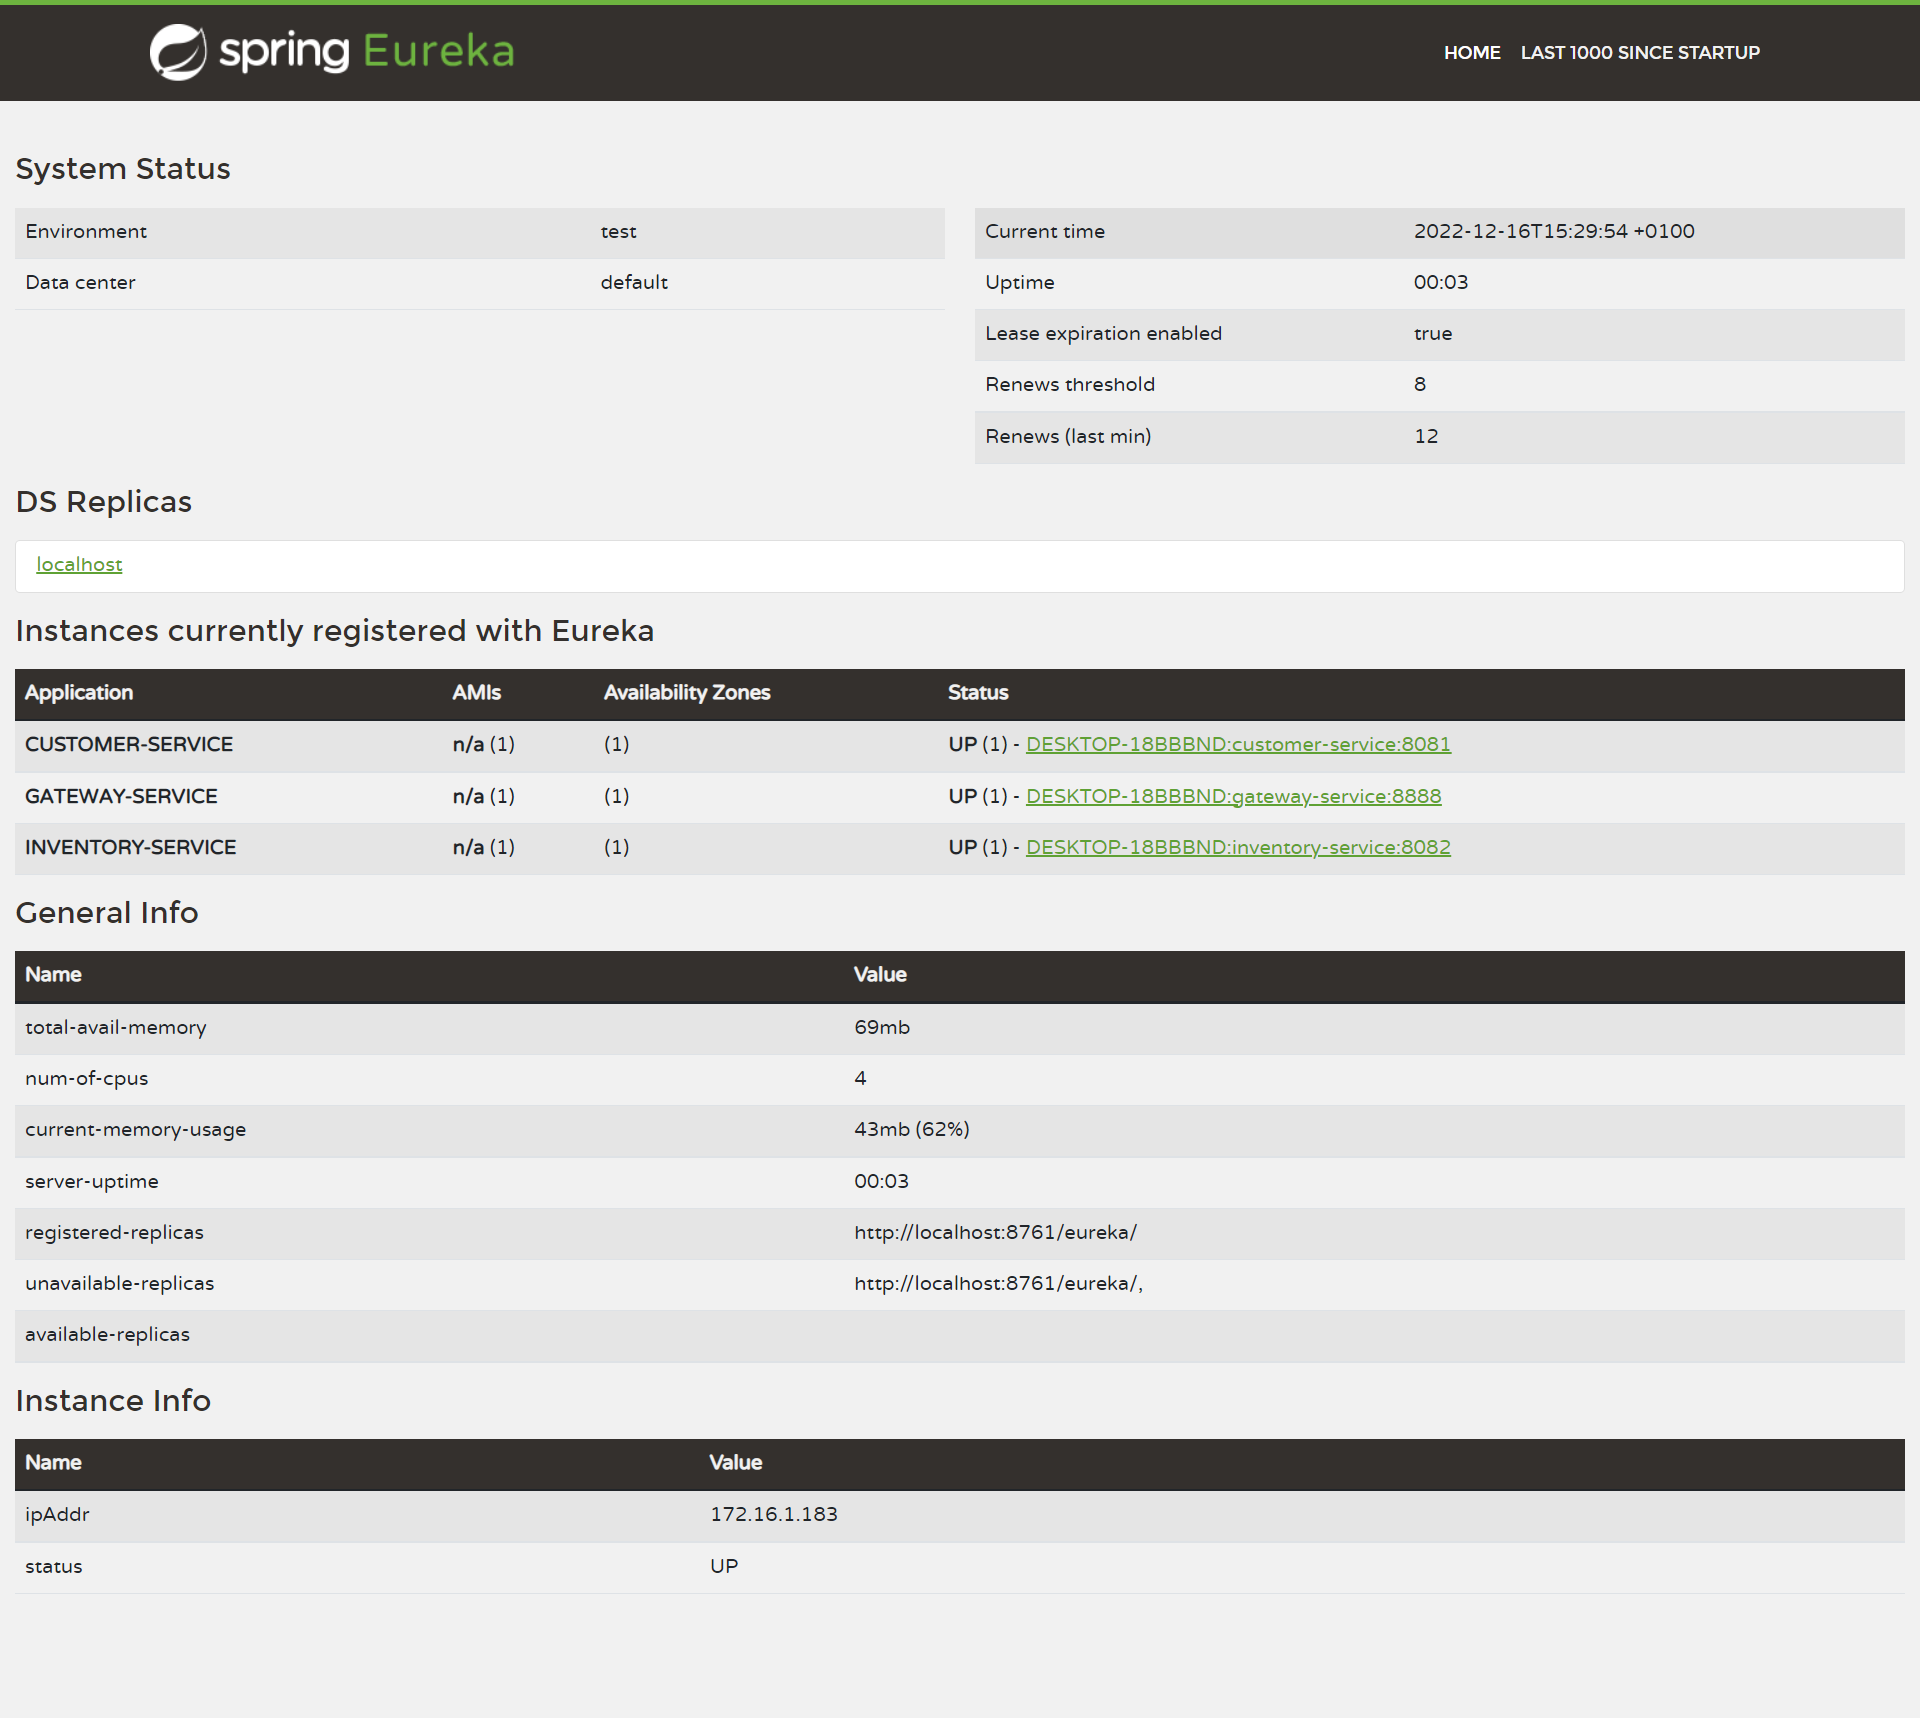 spring Eureka
HOME LAST 1000 SINCE STARTUP
System Status
Environment test
Data center default
Current time 2022-12-16T15:29:54 +0100
Uptime 00:03
Lease expiration enabled true
Renews threshold 8
Renews (last min) 12
DS Replicas
localhost
Instances currently registered with Eureka
Application AMIs Availability Zones Status
CUSTOMER-SERVICE n/a (1) (1) UP (1) - DESKTOP-18BBBND:customer-service:8081
GATEWAY-SERVICE n/a (1) (1) UP (1) - DESKTOP-18BBBND:gateway-service:8888
INVENTORY-SERVICE n/a (1) (1) UP (1) - DESKTOP-18BBBND:inventory-service:8082
General Info
Name Value
total-avail-memory 69mb
num-of-cpus 4
current-memory-usage 43mb (62%)
server-uptime 00:03
registered-replicas http://localhost:8761/eureka/
unavailable-replicas http://localhost:8761/eureka/,
available-replicas
Instance Info
Name Value
ipAddr 172.16.1.183
status UP